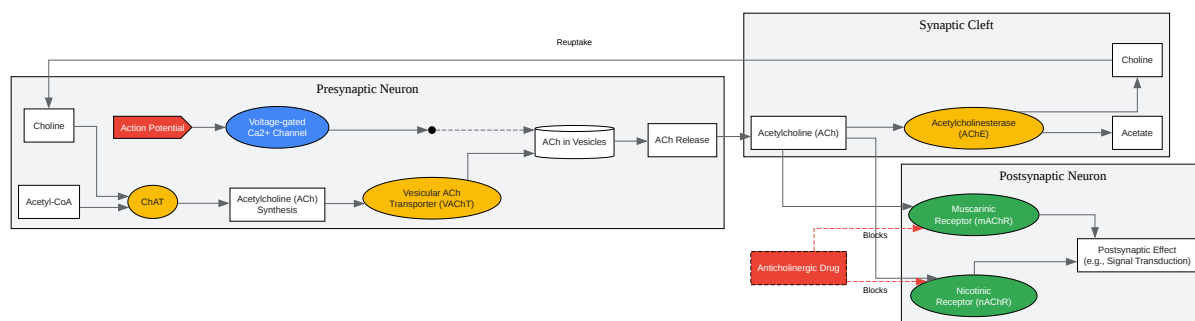 Synaptic Cleft
Reuptake
Choline
Presynaptic Neuron
Choline
Action Potential
Voltage-gated
Ca2+ Channel
ACh in Vesicles
ACh Release
Acetylcholine (ACh)
Acetylcholinesterase
(AChE)
Acetate
Acetyl-CoA
ChAT
Acetylcholine (ACh)
Synthesis
Vesicular ACh
Transporter (VAChT)
Postsynaptic Neuron
Muscarinic
Receptor (mAChR)
Blocks
Anticholinergic Drug
Blocks
Postsynaptic Effect
(e.g., Signal Transduction)
Nicotinic
Receptor (nAChR)